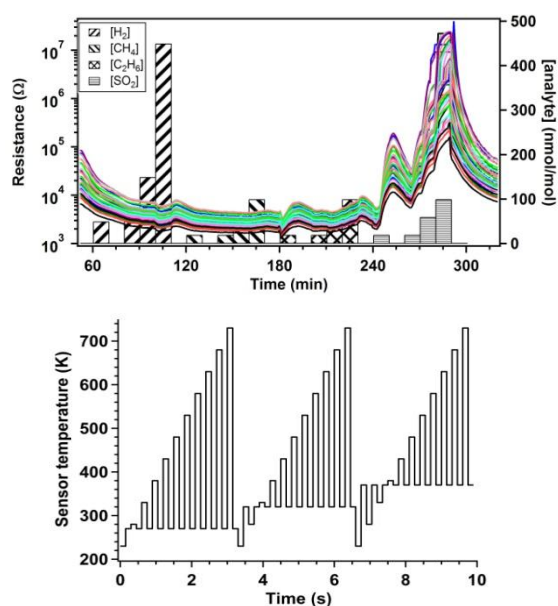 [H₂]
[CH₄]
[C₂H₆]
[SO₂]
Resistance (Ω)
10⁷
10⁶
10⁵
10⁴
10³
[analyte] (nmol/mol)
500
400
300
200
100
0
60 120 180 240 300
Time (min)
Sensor temperature (K)
700
600
500
400
300
200
0 2 4 6 8 10
Time (s)